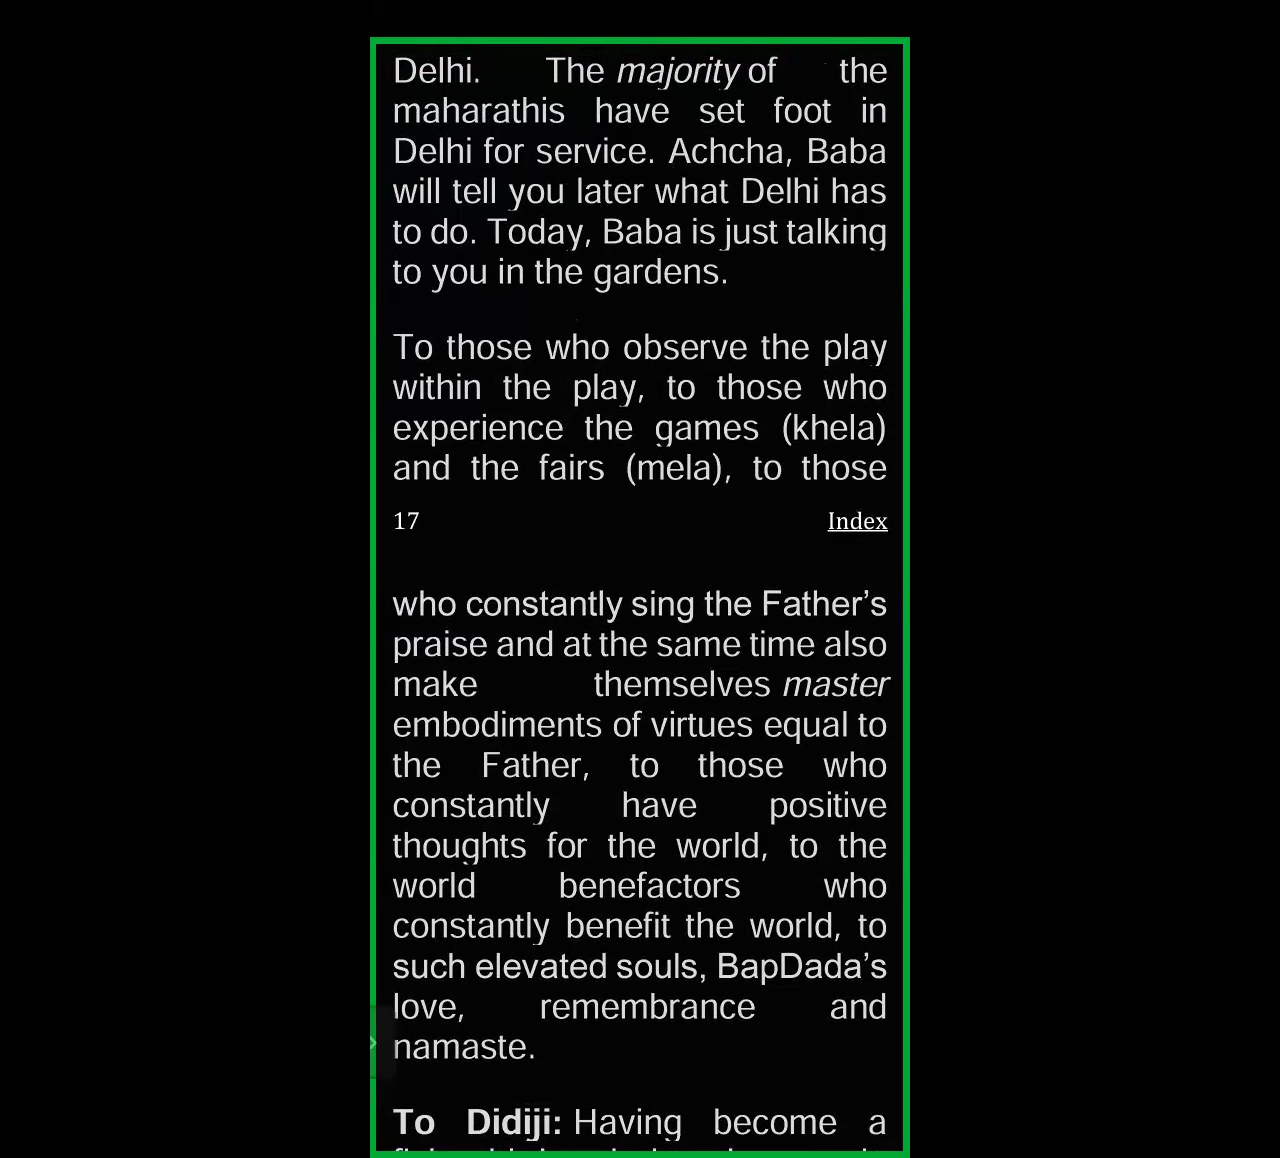 Delhi. The majority of the
maharathis have set foot in
Delhi for service. Achcha, Baba
will tell you later what Delhi has
to do. Today, Baba is just talking
to you in the gardens.
To those who observe the play
within the play, to those who
experience the games (khela)
and the fairs (mela), to those
17 Index
who constantly sing the Father’s
praise and at the same time also
make themselves master
embodiments of virtues equal to
the Father, to those who
constantly have positive
thoughts for the world, to the
world benefactors who
constantly benefit the world, to
such elevated souls, BapDada’s
love, remembrance and
namaste.
To Didiji: Having become a